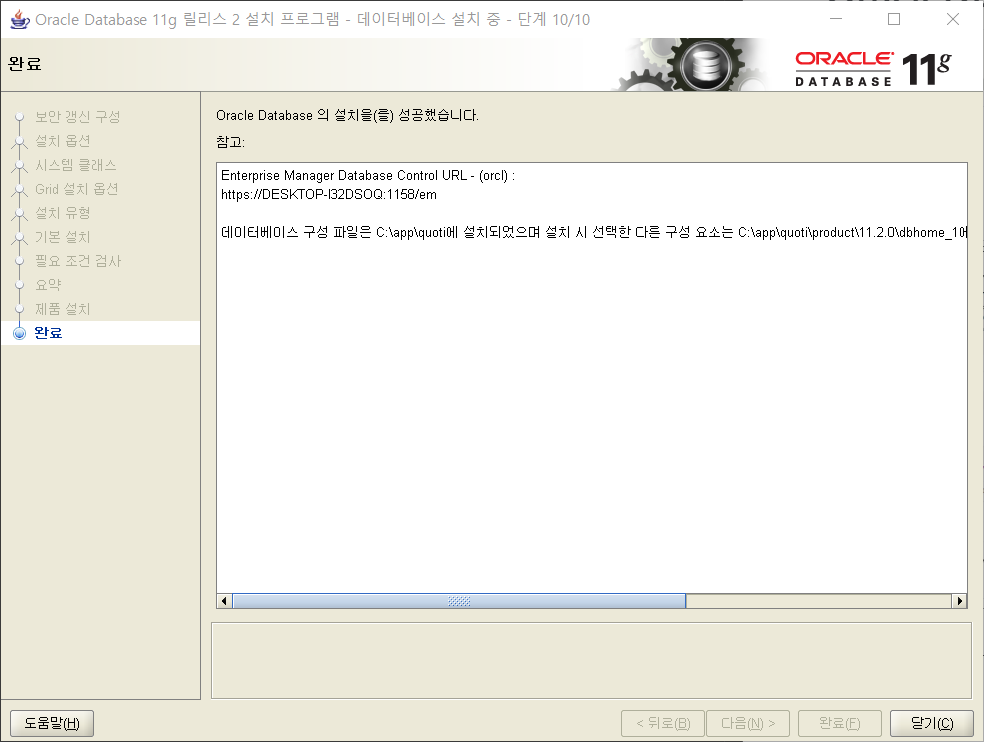 Oracle Database 11g 릴리스 2 설치 프로그램 - 데이터베이스 설치 중 - 단계 10/10
완료
ORACLE
DATABASE
11g
보안 갱신 구성
설치 옵션
시스템 클래스
Grid 설치 옵션
설치 유형
기본 설치
필요 조건 검사
요약
제품 설치
완료
Oracle Database 의 설치을(를) 성공했습니다.
참고:
Enterprise Manager Database Control URL - (orcl) :
https://DESKTOP-I32DSOQ:1158/em
데이터베이스 구성 파일은 C:\app\quoti에 설치되었으며 설치 시 선택한 다른 구성 요소는 C:\app\quoti\product\11.2.0\dbhome_1에
도움말(H)
< 뒤로(B)
다음(N) >
완료(F)
닫기(C)